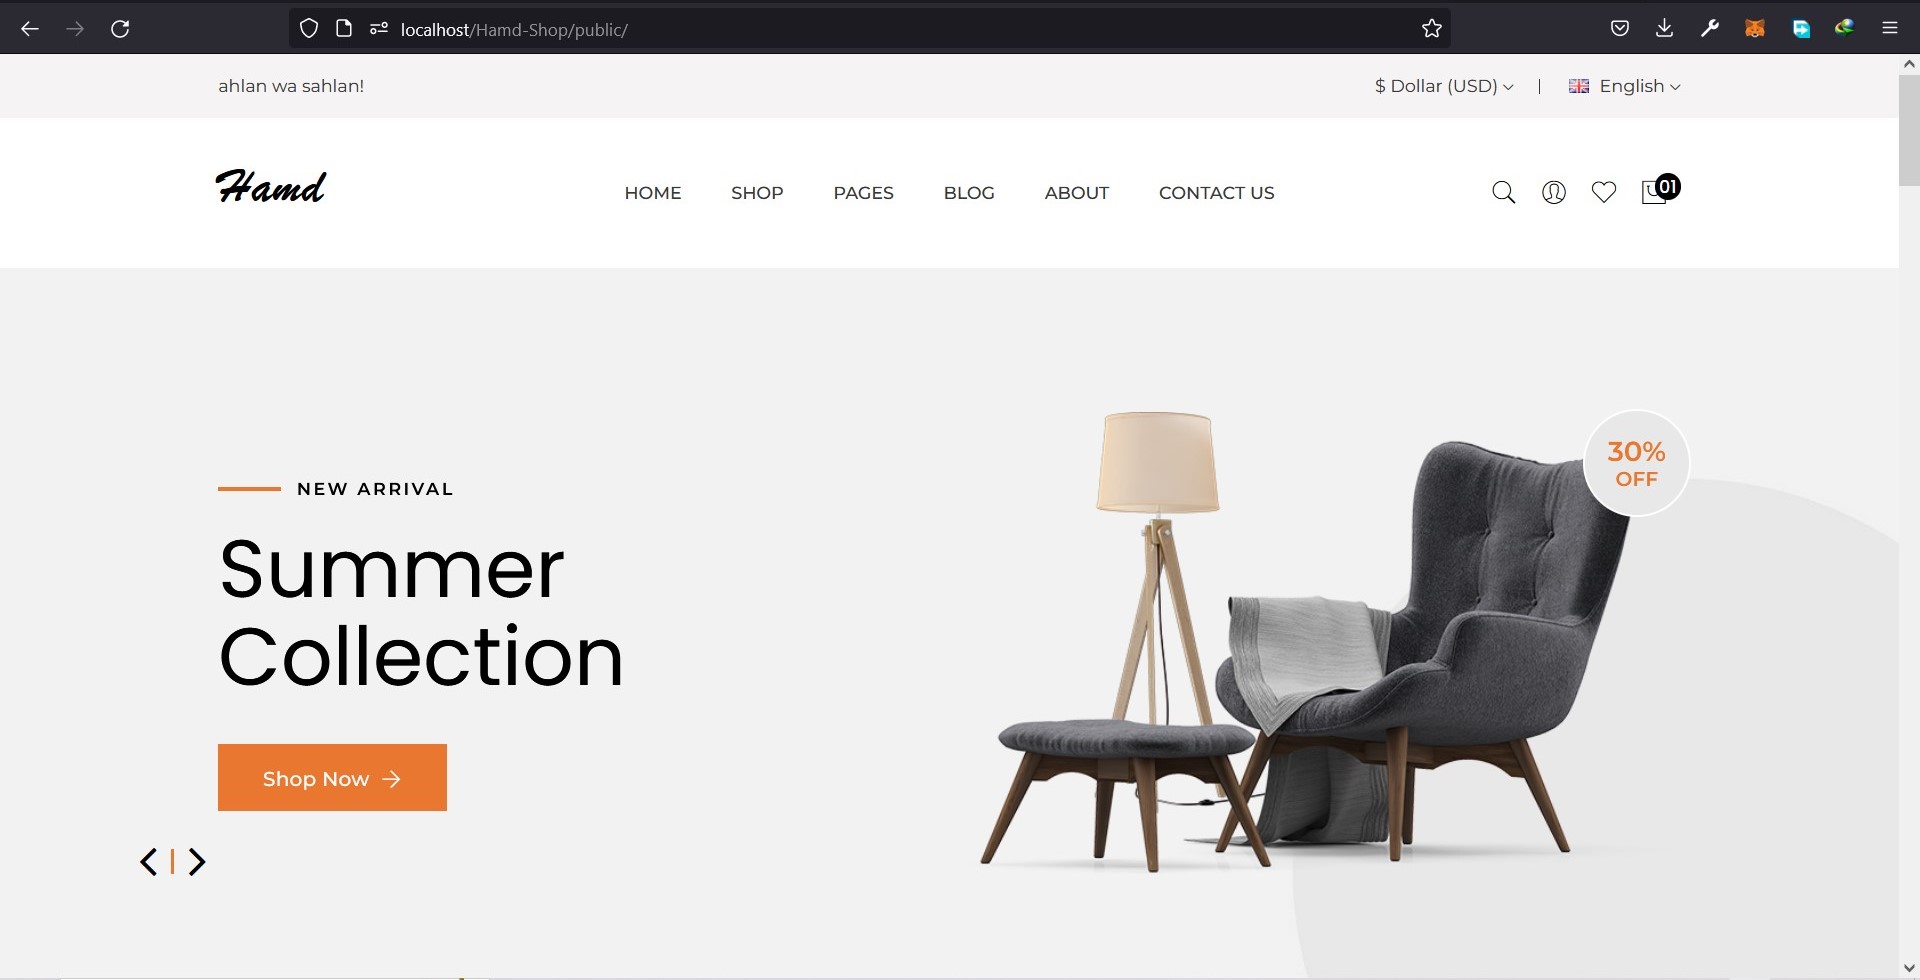 localhost/Hamd-Shop/public/
ahlan wa sahlan!
$ Dollar (USD)
English
Hamd
HOME SHOP PAGES BLOG ABOUT CONTACT US
01
30%
OFF
NEW ARRIVAL
Summer
Collection
Shop Now